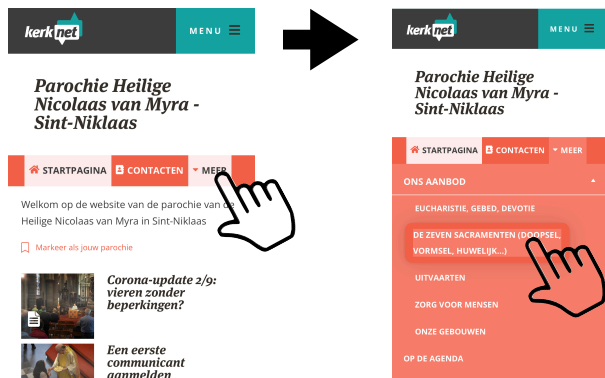 kerk net
MENU
Parochie Heilige
Nicolaas van Myra -
Sint-Niklaas
STARTPAGINA CONTACTEN MEER
Welkom op de website van de parochie van de
Heilige Nicolaas van Myra in Sint-Niklaas
Markeer als jouw parochie
Corona-update 2/9:
vieren zonder
beperkingen?
Een eerste
communicant
aanmelden
kerk net
MENU
Parochie Heilige
Nicolaas van Myra -
Sint-Niklaas
STARTPAGINA CONTACTEN MEER
ONS AANBOD
EUCHARISTIE, GEBED, DEVOTIE
DE ZEVEN SACRAMENTEN (DOOPSEL,
VORMSEL, HUWELIJK...)
UITVAARTEN
ZORG VOOR MENSEN
ONZE GEBOUWEN
OP DE AGENDA